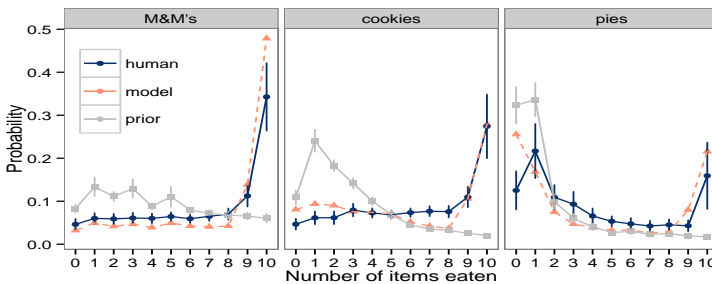 M&M's cookies pies
Probability
0.5
0.4
0.3
0.2
0.1
0.0
human
model
prior
0 1 2 3 4 5 6 7 8 9 10 0 1 2 3 4 5 6 7 8 9 10 0 1 2 3 4 5 6 7 8 9 10
Number of items eaten